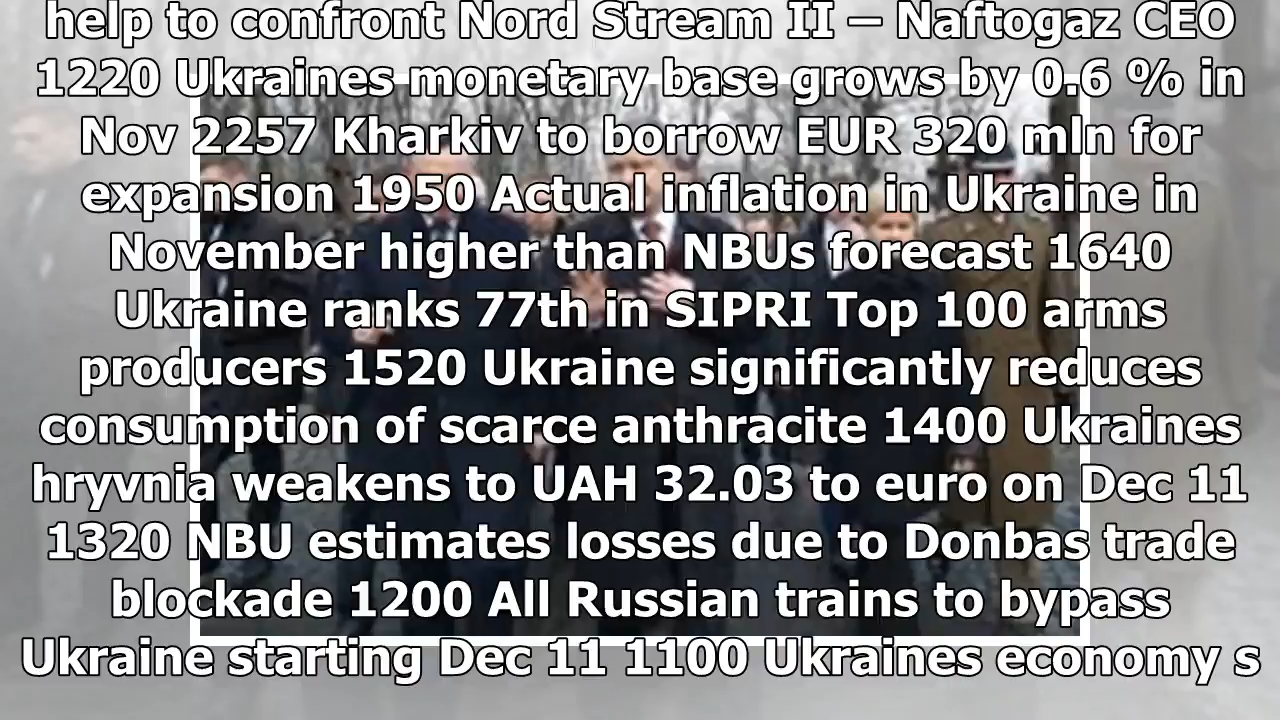 help to confront Nord Stream II – Naftogaz CEO
1220 Ukraines monetary base grows by 0.6 % in
Nov 2257 Kharkiv to borrow EUR 320 mln for
expansion 1950 Actual inflation in Ukraine in
November higher than NBUs forecast 1640
Ukraine ranks 77th in SIPRI Top 100 arms
producers 1520 Ukraine significantly reduces
consumption of scarce anthracite 1400 Ukraines
hryvnia weakens to UAH 32.03 to euro on Dec 11
1320 NBU estimates losses due to Donbas trade
blockade 1200 All Russian trains to bypass
Ukraine starting Dec 11 1100 Ukraines economy s